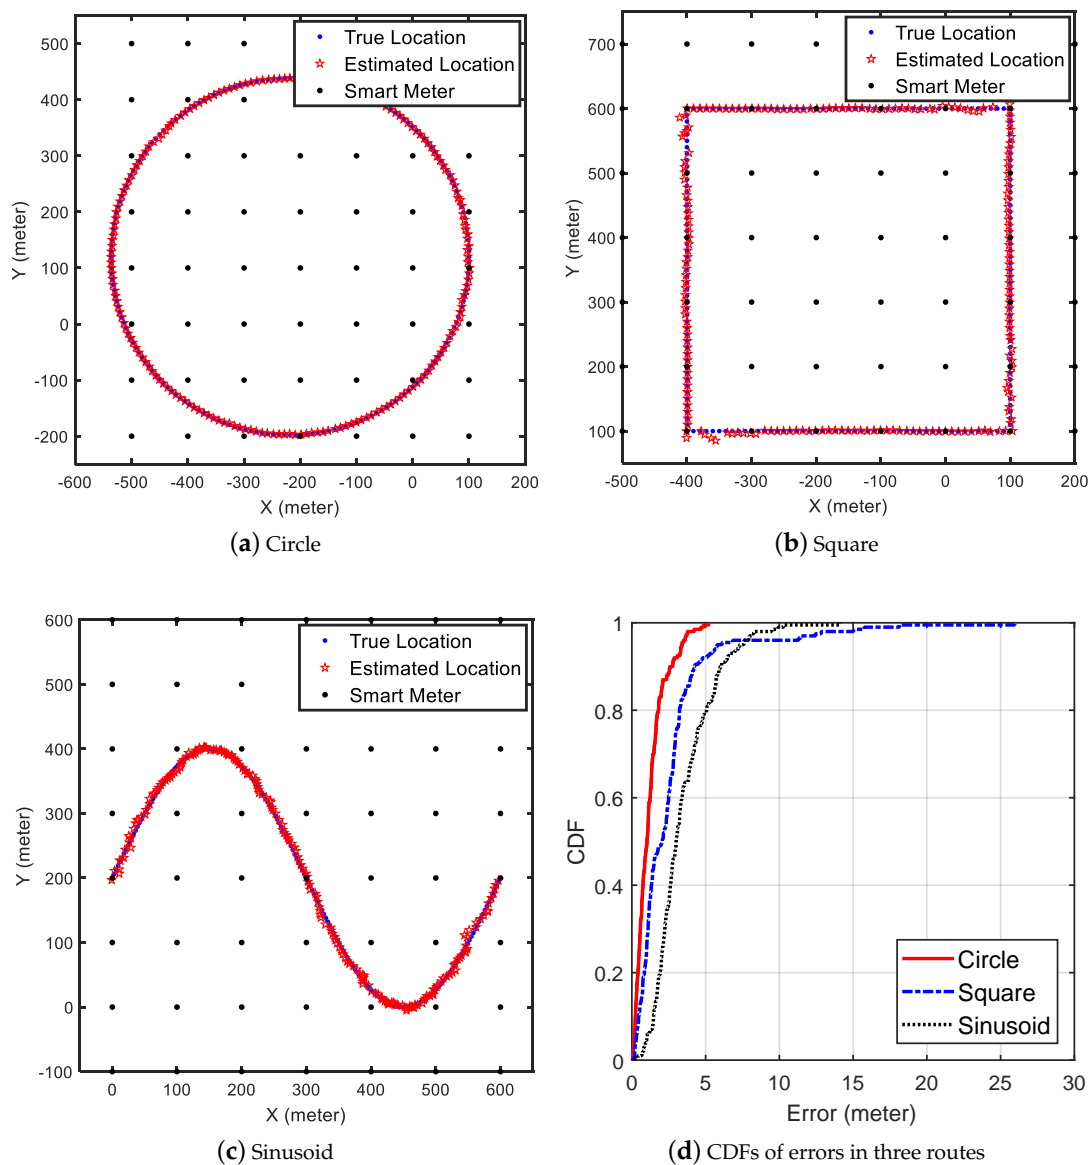 500
400
300
200
100
0
-100
-200
-600 -500 -400 -300 -200 -100 0 100 200
X (meter)
Y (meter)
True Location
Estimated Location
Smart Meter
(a) Circle
700
600
500
400
300
200
100
-500 -400 -300 -200 -100 0 100 200
X (meter)
Y (meter)
True Location
Estimated Location
Smart Meter
(b) Square
600
500
400
300
200
100
0
-100
0 100 200 300 400 500 600
X (meter)
Y (meter)
True Location
Estimated Location
Smart Meter
(c) Sinusoid
1
0.8
0.6
0.4
0.2
0
0 5 10 15 20 25 30
Error (meter)
CDF
Circle
Square
Sinusoid
(d) CDFs of errors in three routes